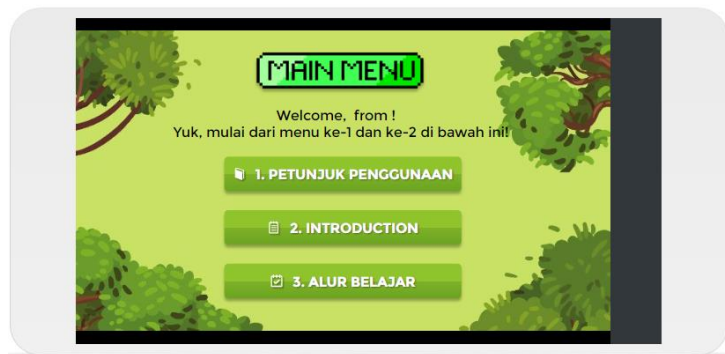 MAIN MENU
Welcome,  from !
Yuk, mulai dari menu ke-1 dan ke-2 di bawah ini!
1. PETUNJUK PENGGUNAAN
2. INTRODUCTION
3. ALUR BELAJAR